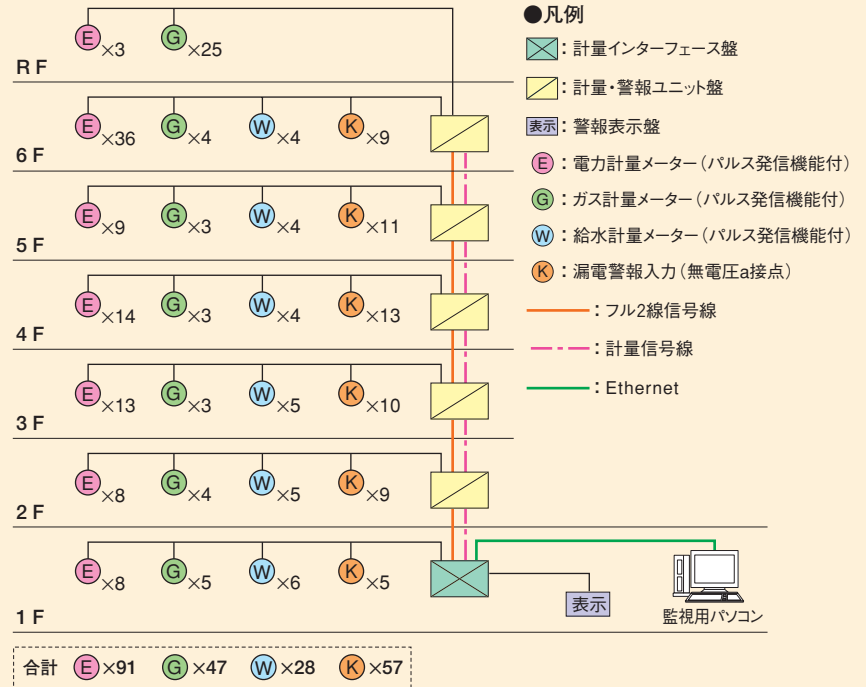 E ×3 G ×25
R F
E ×36 G ×4 W ×4 K ×9
6 F
E ×9 G ×3 W ×4 K ×11
5 F
E ×14 G ×3 W ×4 K ×13
4 F
E ×13 G ×3 W ×5 K ×10
3 F
E ×8 G ×4 W ×5 K ×9
2 F
E ×8 G ×5 W ×6 K ×5
1 F
表示
監視用パソコン
合計 E ×91 G ×47 W ×28 K ×57
●凡例
：計量インターフェース盤
：計量・警報ユニット盤
表示：警報表示盤
E：電力計量メーター（パルス発信機能付）
G：ガス計量メーター（パルス発信機能付）
W：給水計量メーター（パルス発信機能付）
K：漏電警報入力（無電圧a接点）
：フル2線信号線
：計量信号線
：Ethernet